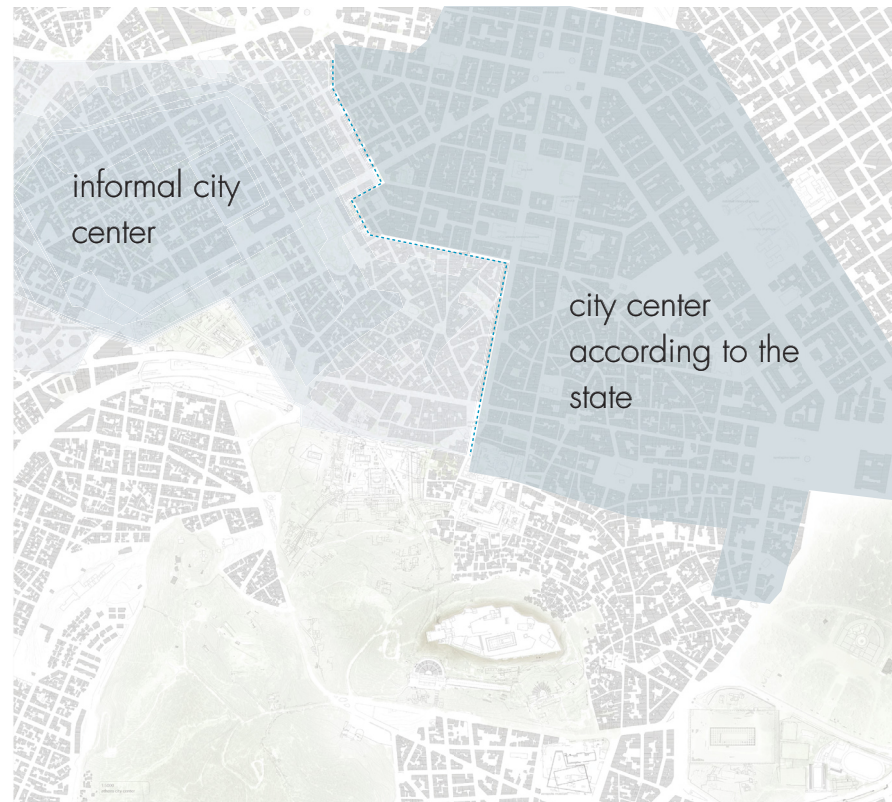 informal city
center
city center
according to the
state